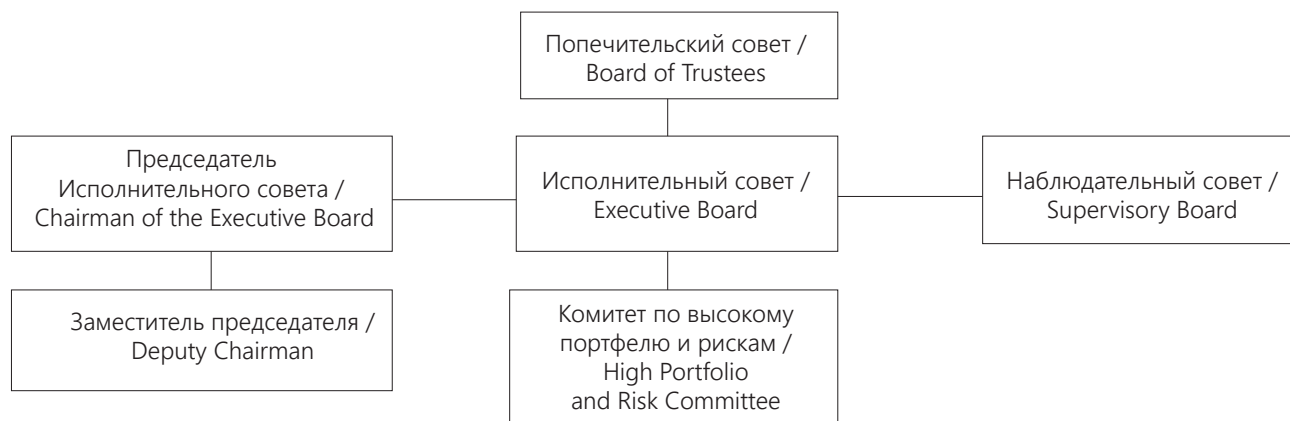 Попечительский совет /
Board of Trustees
Председатель
Исполнительного совета /
Chairman of the Executive Board
Исполнительный совет /
Executive Board
Наблюдательный совет /
Supervisory Board
Заместитель председателя /
Deputy Chairman
Комитет по высокому
портфелю и рискам /
High Portfolio
and Risk Committee